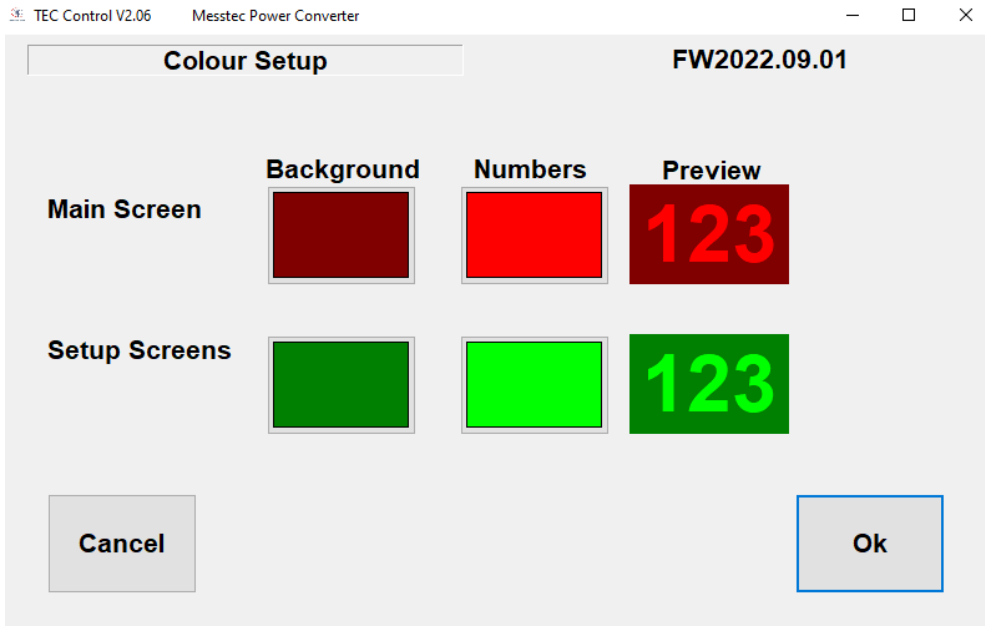 TEC Control V2.06 Messtec Power Converter
Colour Setup FW2022.09.01
Background Numbers Preview
Main Screen 123
Setup Screens 123
Cancel Ok